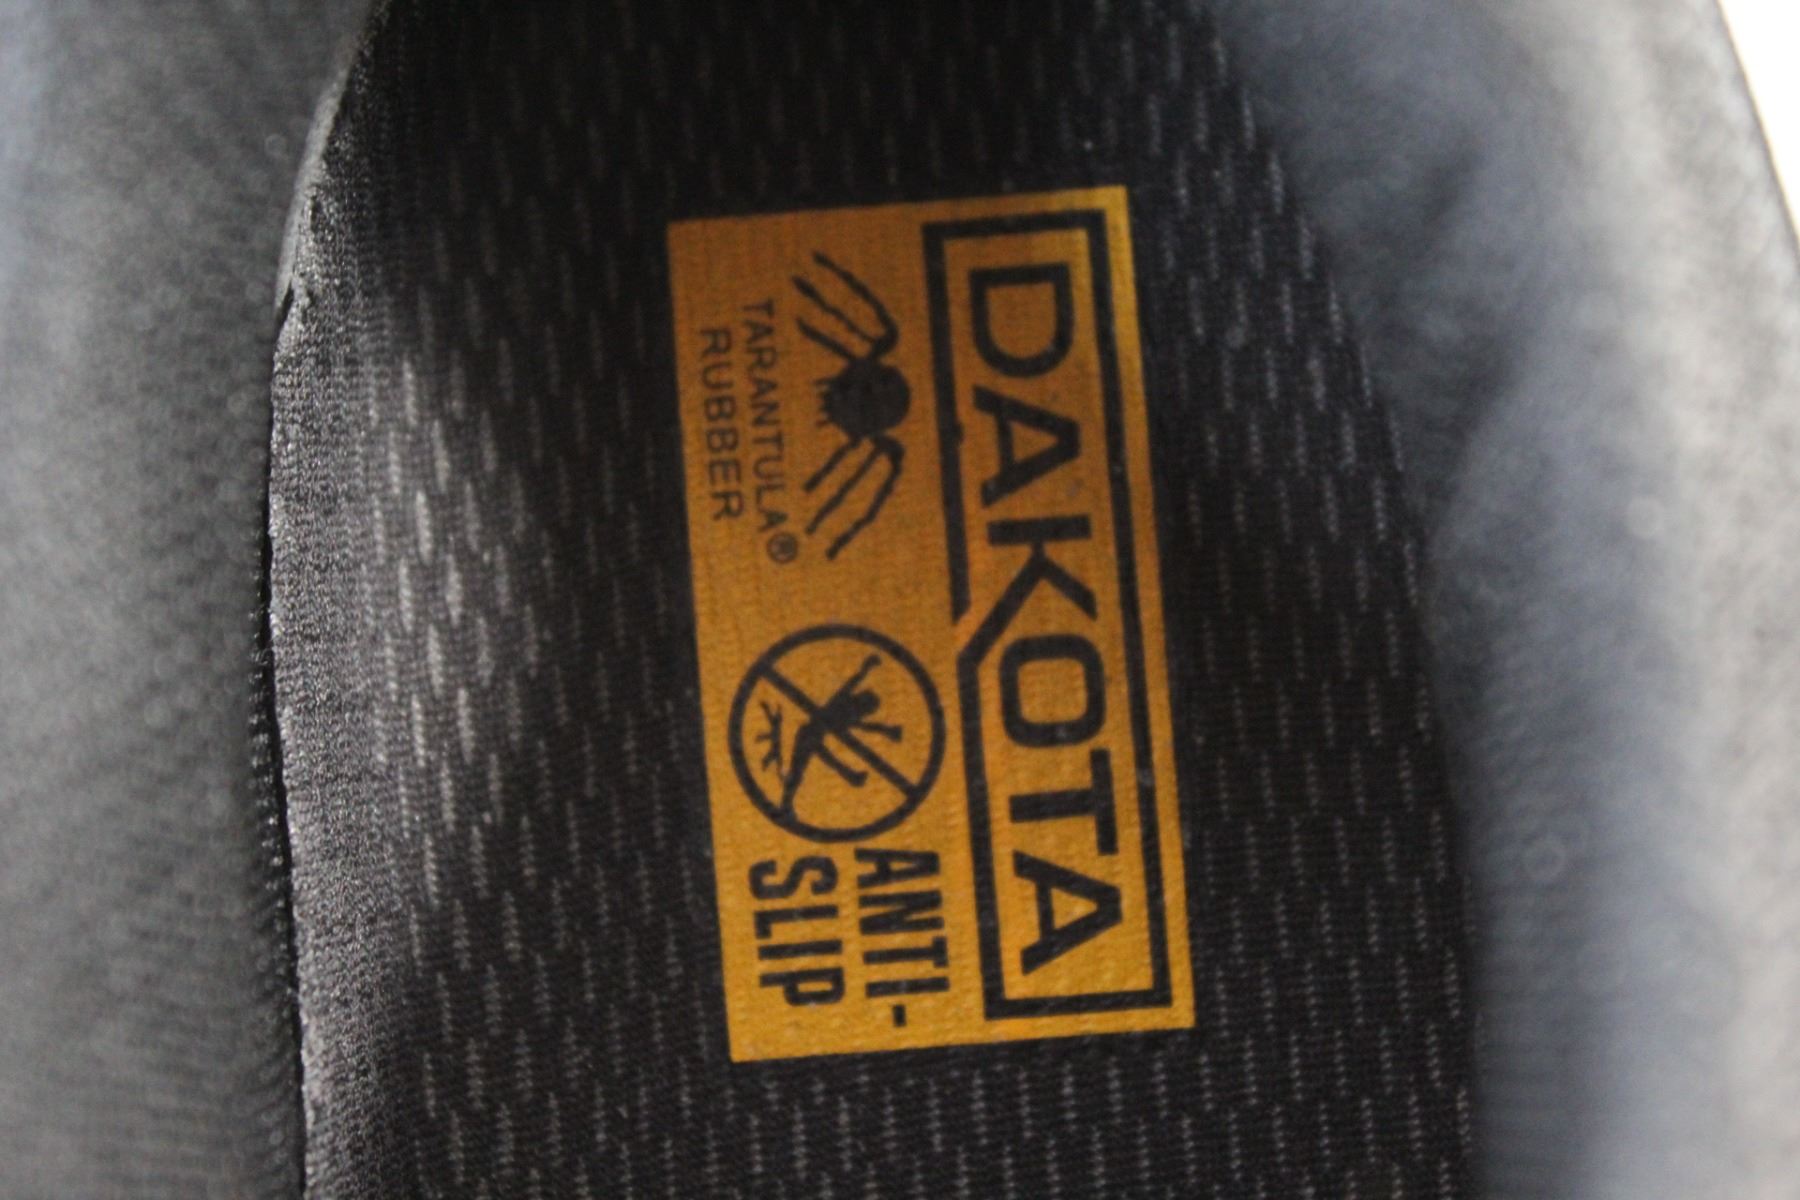 DAKOTA
TARANTULA®
RUBBER
ANTI-
SLIP